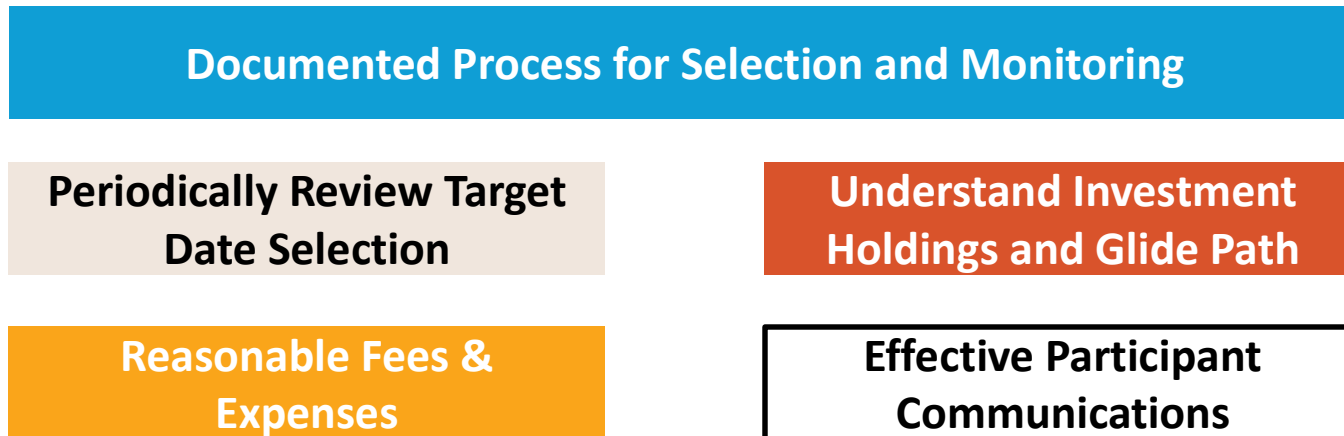 Documented Process for Selection and Monitoring
Periodically Review Target
Date Selection
Understand Investment
Holdings and Glide Path
Reasonable Fees &
Expenses
Effective Participant
Communications